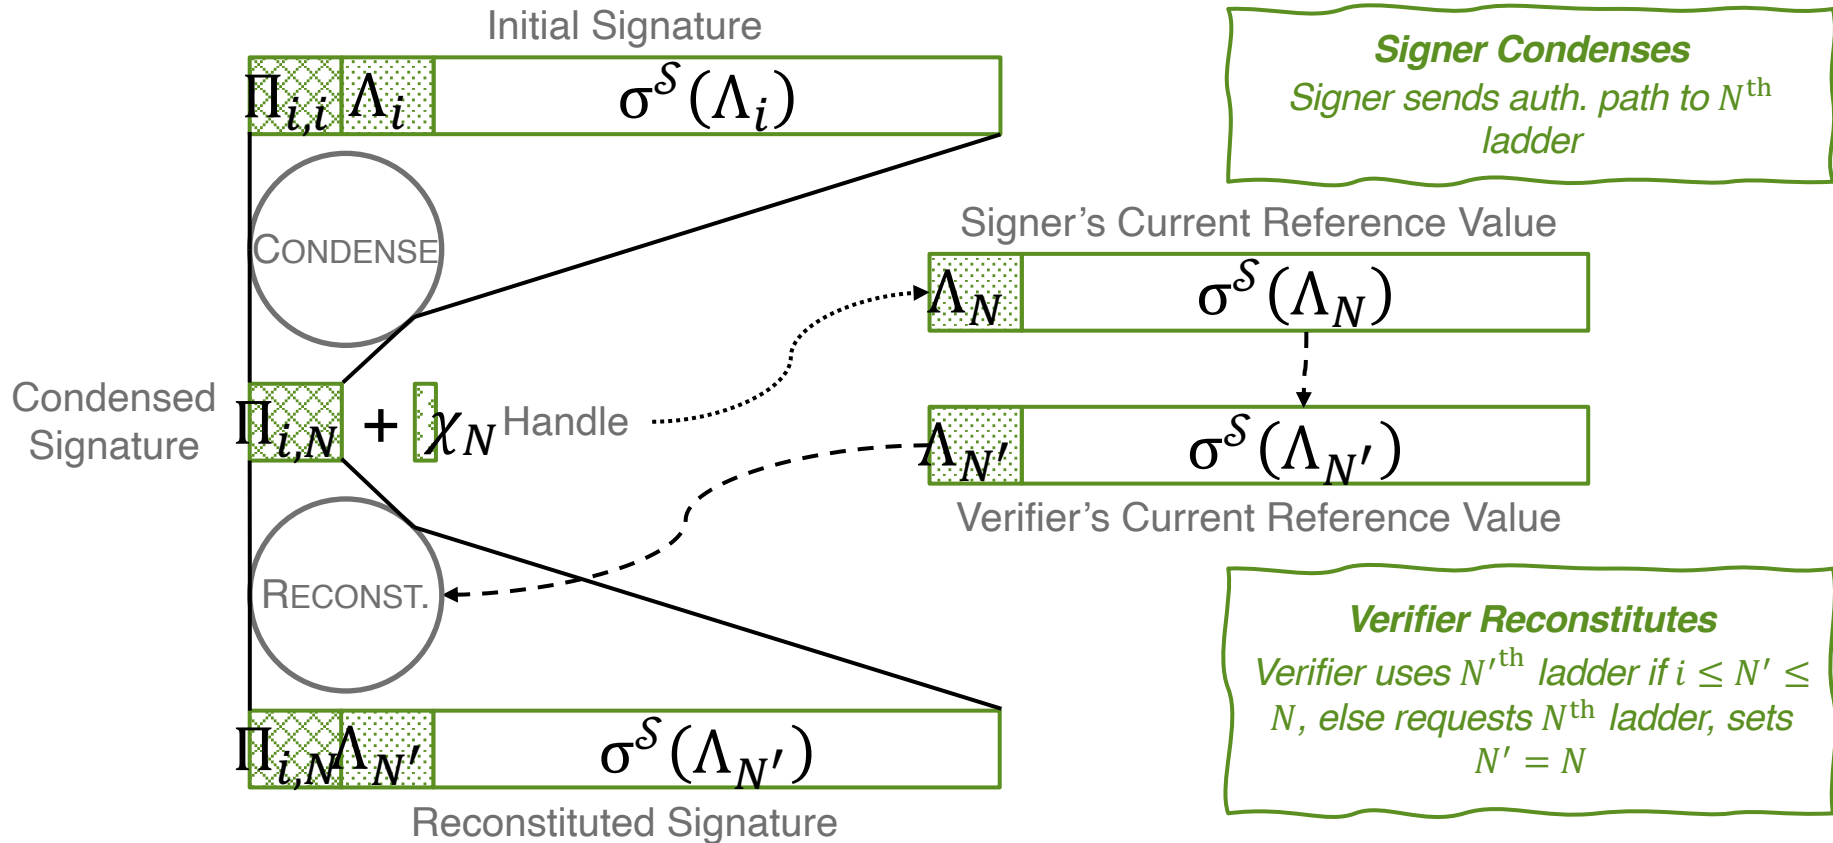 Initial Signature
Π_{i,i} Λ_i σ^𝒮(Λ_i)
Signer Condenses
Signer sends auth. path to N^th
ladder
CONDENSE
Signer's Current Reference Value
Λ_N σ^𝒮(Λ_N)
Condensed
Signature
Π_{i,N} + χ_N Handle
Λ_{N′} σ^𝒮(Λ_{N′})
Verifier's Current Reference Value
RECONST.
Verifier Reconstitutes
Verifier uses N′^th ladder if i ≤ N′ ≤
N, else requests N^th ladder, sets
N′ = N
Π_{i,N} Λ_{N′} σ^𝒮(Λ_{N′})
Reconstituted Signature